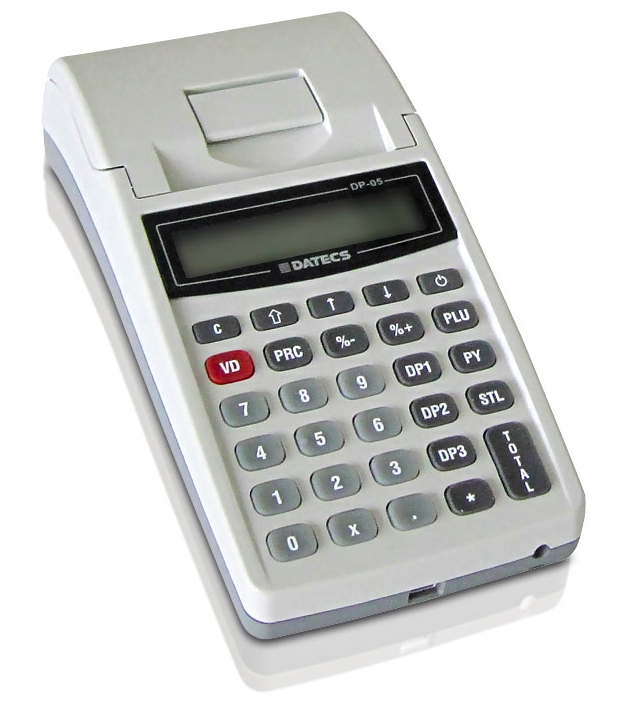 DP-05
DATECS
C ⇧ ↑ ↓ ⏻
VD PRC %- %+ PLU
7 8 9 DP1 PY
4 5 6 DP2 STL
1 2 3 DP3 TOTAL
0 x . *